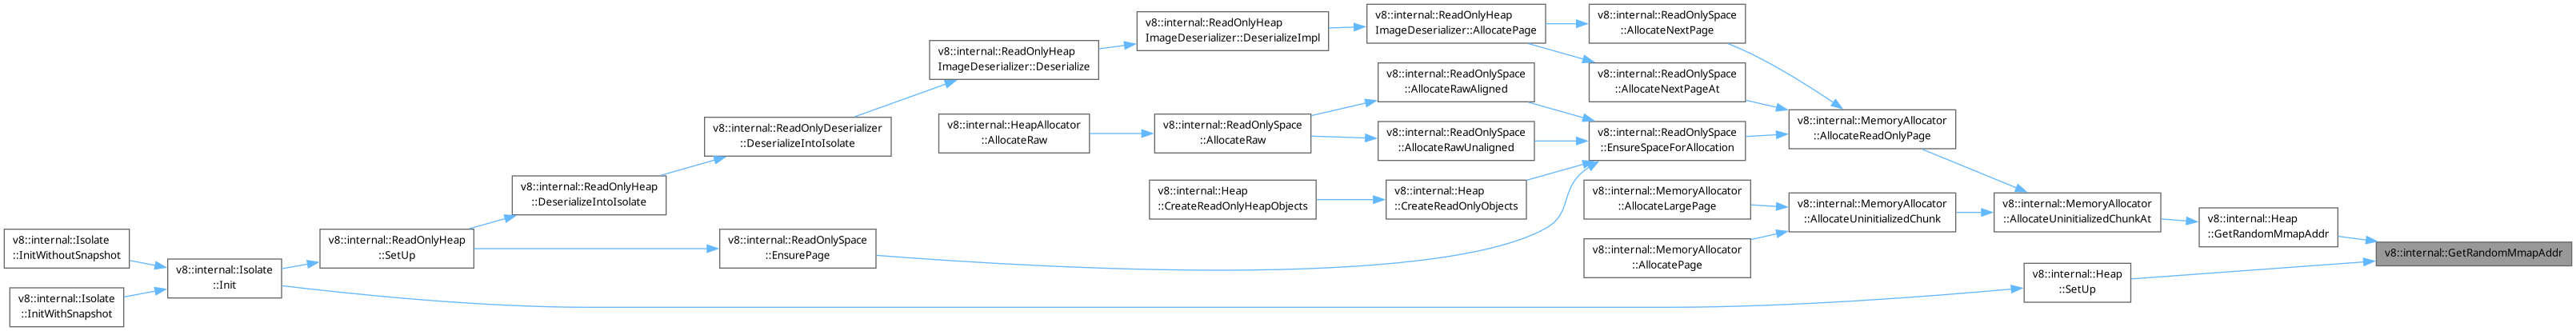 v8::internal::Isolate
::InitWithoutSnapshot
v8::internal::Isolate
::InitWithSnapshot
v8::internal::Isolate
::Init
v8::internal::ReadOnlyHeap
::SetUp
v8::internal::ReadOnlyHeap
::DeserializeIntoIsolate
v8::internal::ReadOnlyDeserializer
::DeserializeIntoIsolate
v8::internal::ReadOnlySpace
::EnsurePage
v8::internal::ReadOnlyHeap
ImageDeserializer::Deserialize
v8::internal::HeapAllocator
::AllocateRaw
v8::internal::ReadOnlyHeap
ImageDeserializer::DeserializeImpl
v8::internal::ReadOnlySpace
::AllocateRaw
v8::internal::Heap
::CreateReadOnlyHeapObjects
v8::internal::ReadOnlyHeap
ImageDeserializer::AllocatePage
v8::internal::ReadOnlySpace
::AllocateRawAligned
v8::internal::ReadOnlySpace
::AllocateRawUnaligned
v8::internal::Heap
::CreateReadOnlyObjects
v8::internal::ReadOnlySpace
::AllocateNextPage
v8::internal::ReadOnlySpace
::AllocateNextPageAt
v8::internal::ReadOnlySpace
::EnsureSpaceForAllocation
v8::internal::MemoryAllocator
::AllocateLargePage
v8::internal::MemoryAllocator
::AllocatePage
v8::internal::MemoryAllocator
::AllocateReadOnlyPage
v8::internal::MemoryAllocator
::AllocateUninitializedChunk
v8::internal::MemoryAllocator
::AllocateUninitializedChunkAt
v8::internal::Heap
::SetUp
v8::internal::Heap
::GetRandomMmapAddr
v8::internal::GetRandomMmapAddr